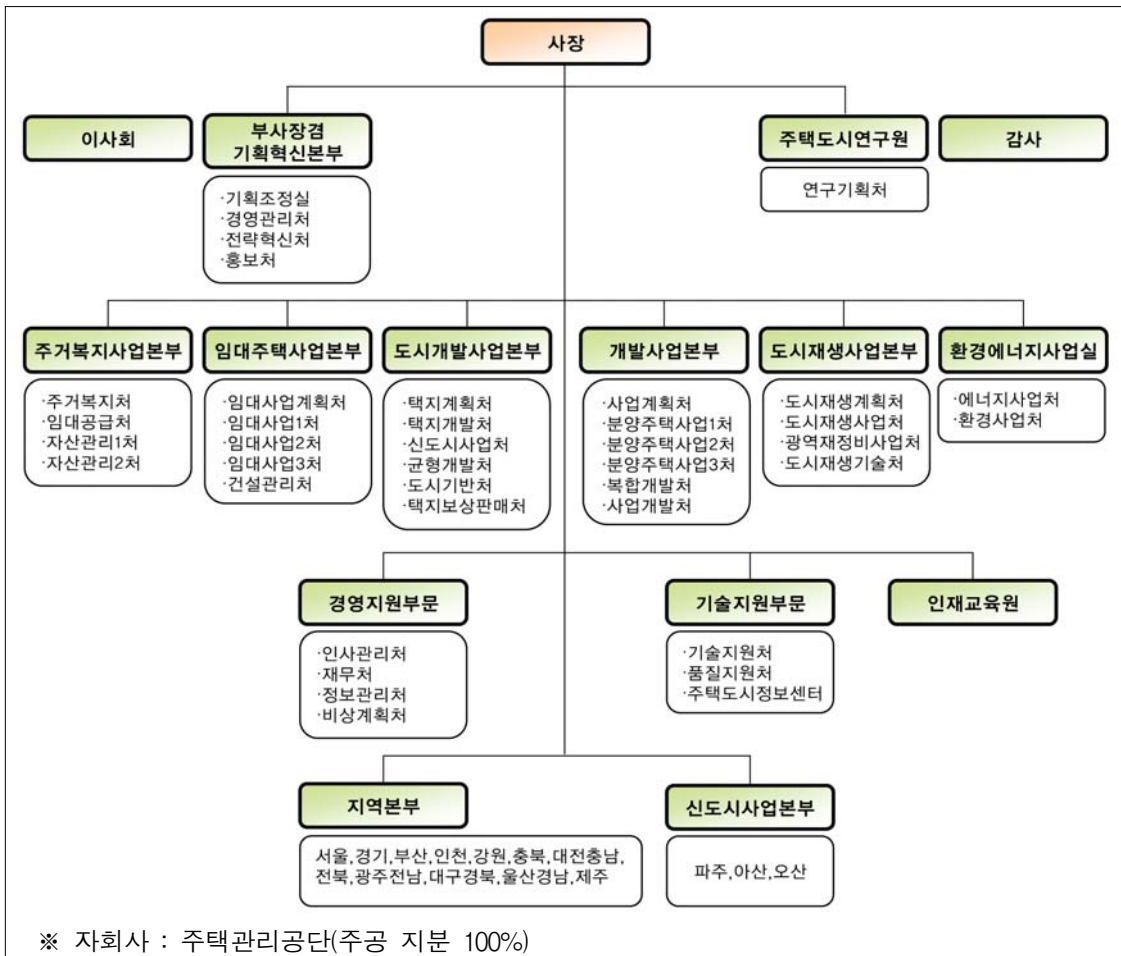 사장
이사회
부사장겸
기획혁신본부
·기획조정실
·경영관리처
·전략혁신처
·홍보처
주택도시연구원
연구기획처
감사
주거복지사업본부
·주거복지처
·임대공급처
·자산관리1처
·자산관리2처
임대주택사업본부
·임대사업계획처
·임대사업1처
·임대사업2처
·임대사업3처
·건설관리처
도시개발사업본부
·택지계획처
·택지개발처
·신도시사업처
·균형개발처
·도시기반처
·택지보상판매처
개발사업본부
·사업계획처
·분양주택사업1처
·분양주택사업2처
·분양주택사업3처
·복합개발처
·사업개발처
도시재생사업본부
·도시재생계획처
·도시재생사업처
·광역재정비사업처
·도시재생기술처
환경에너지사업실
·에너지사업처
·환경사업처
경영지원부문
·인사관리처
·재무처
·정보관리처
·비상계획처
기술지원부문
·기술지원처
·품질지원처
·주택도시정보센터
인재교육원
지역본부
서울,경기,부산,인천,강원,충북,대전충남,
전북,광주전남,대구경북,울산경남,제주
신도시사업본부
파주,아산,오산
※ 자회사 : 주택관리공단(주공 지분 100%)